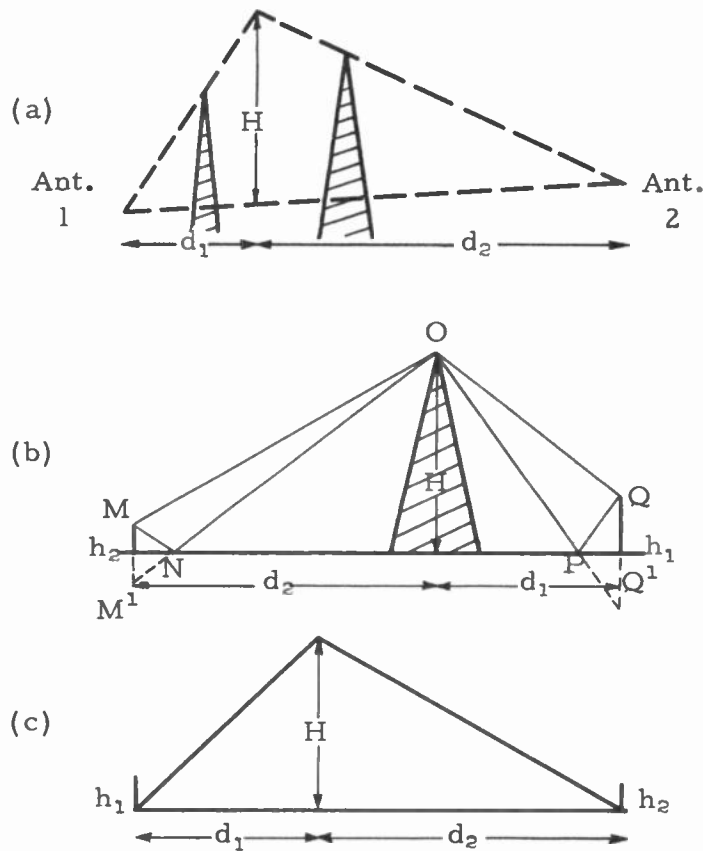 (a)
H
Ant.
1
Ant.
2
d₁
d₂
O
(b)
H
M
Q
h₂
N
P
h₁
d₂
d₁
M¹
Q¹
(c)
H
h₁
h₂
d₁
d₂